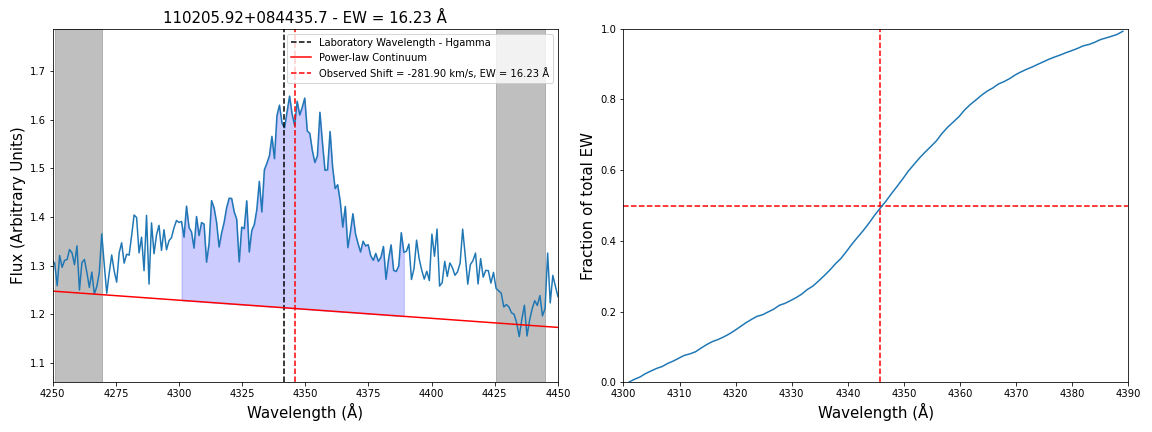 110205.92+084435.7 - EW = 16.23 Å
Laboratory Wavelength - Hgamma
Power-law Continuum
Observed Shift = -281.90 km/s, EW = 16.23 Å
Flux (Arbitrary Units)
1.7
1.6
1.5
1.4
1.3
1.2
1.1
4250 4275 4300 4325 4350 4375 4400 4425 4450
Wavelength (Å)
Fraction of total EW
1.0
0.8
0.6
0.4
0.2
0.0
4300 4310 4320 4330 4340 4350 4360 4370 4380 4390
Wavelength (Å)